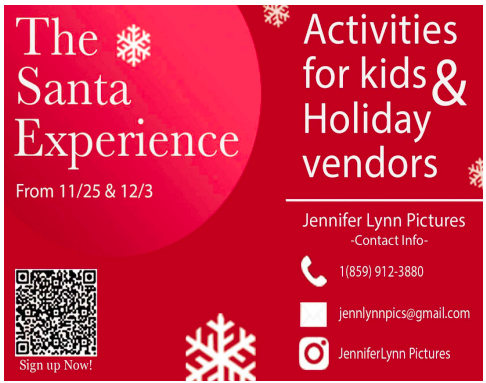 The
Santa
Experience
From 11/25 & 12/3
Sign up Now!
Activities
for kids &
Holiday
vendors
Jennifer Lynn Pictures
-Contact Info-
1(859) 912-3880
jennlynnpics@gmail.com
JenniferLynn Pictures